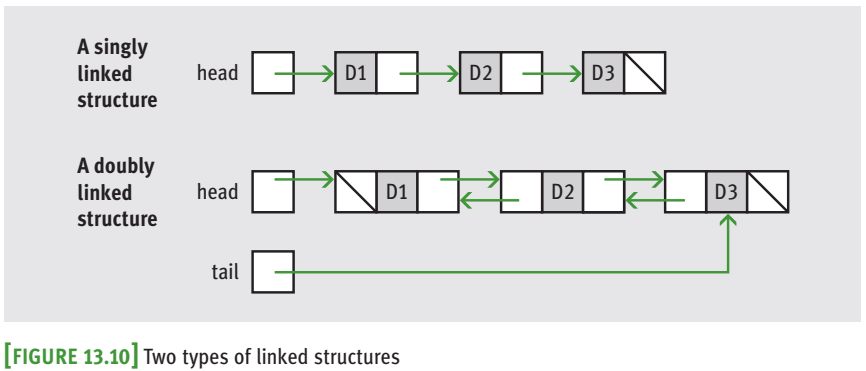 A singly
linked
structure
head
D1
D2
D3
A doubly
linked
structure
head
D1
D2
D3
tail
[FIGURE 13.10] Two types of linked structures